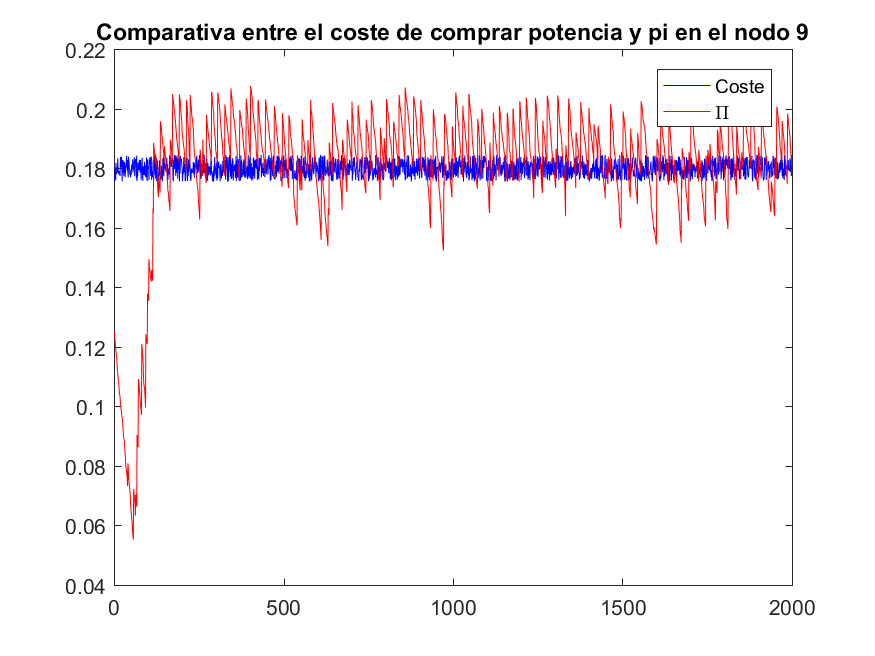 Comparativa entre el coste de comprar potencia y pi en el nodo 9
0.22
0.2
0.18
0.16
0.14
0.12
0.1
0.08
0.06
0.04
Coste
Π
0 500 1000 1500 2000